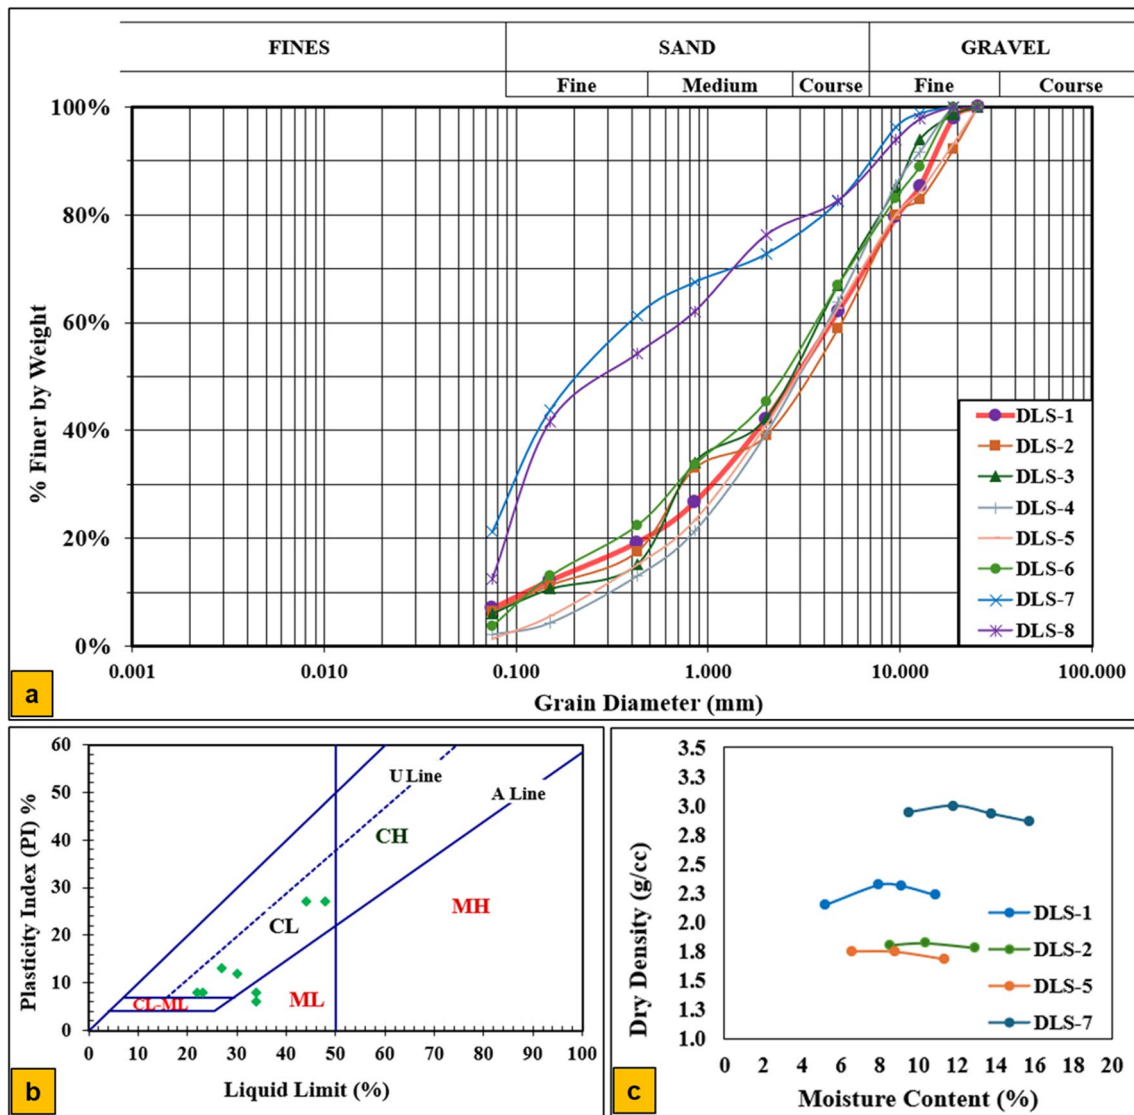 FINES SAND GRAVEL
Fine Medium Course Fine Course
100%
80%
60%
40%
20%
0%
% Finer by Weight
0.001 0.010 0.100 1.000 10.000 100.000
Grain Diameter (mm)
DLS-1
DLS-2
DLS-3
DLS-4
DLS-5
DLS-6
DLS-7
DLS-8
a
60
50
40
30
20
10
0
Plasticity Index (PI) %
U Line
A Line
CH
CL
MH
ML
CL-ML
0 10 20 30 40 50 60 70 80 90 100
Liquid Limit (%)
b
3.5
3.3
3.0
2.8
2.5
2.3
2.0
1.8
1.5
1.3
1.0
Dry Density (g/cc)
DLS-1
DLS-2
DLS-5
DLS-7
0 2 4 6 8 10 12 14 16 18 20
Moisture Content (%)
c